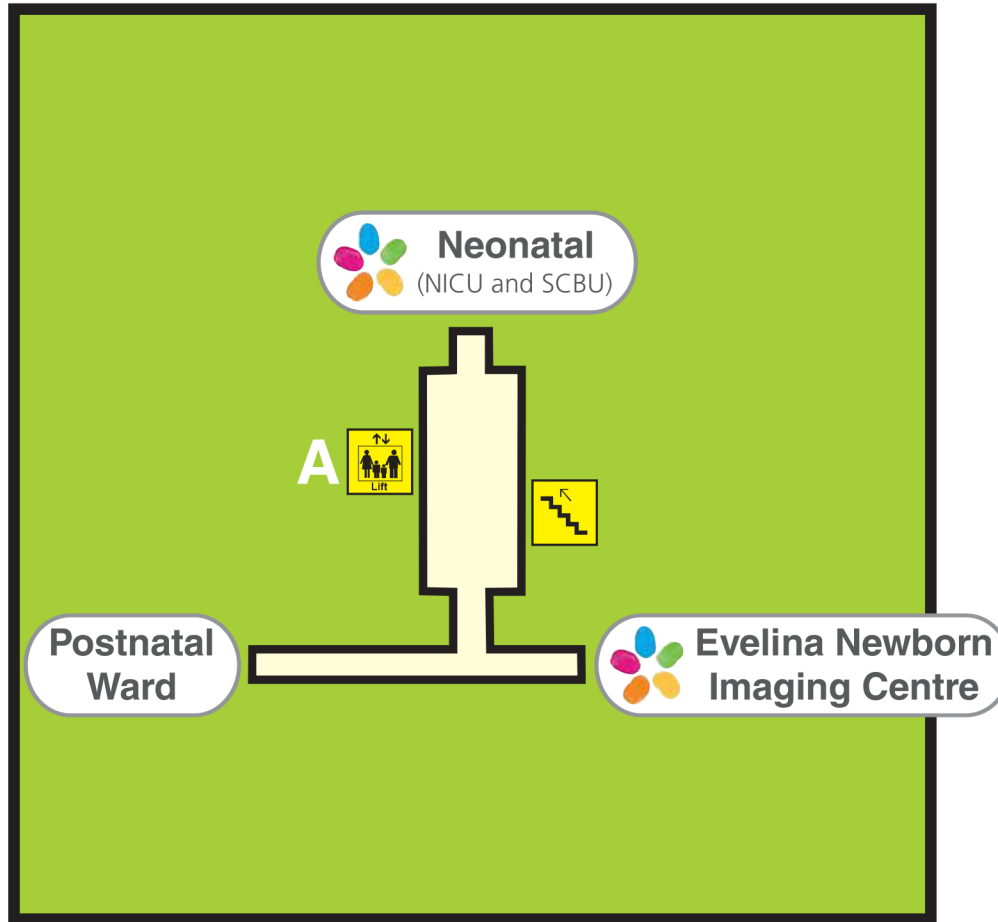 Neonatal
(NICU and SCBU)
A
Lift
Postnatal
Ward
Evelina Newborn
Imaging Centre